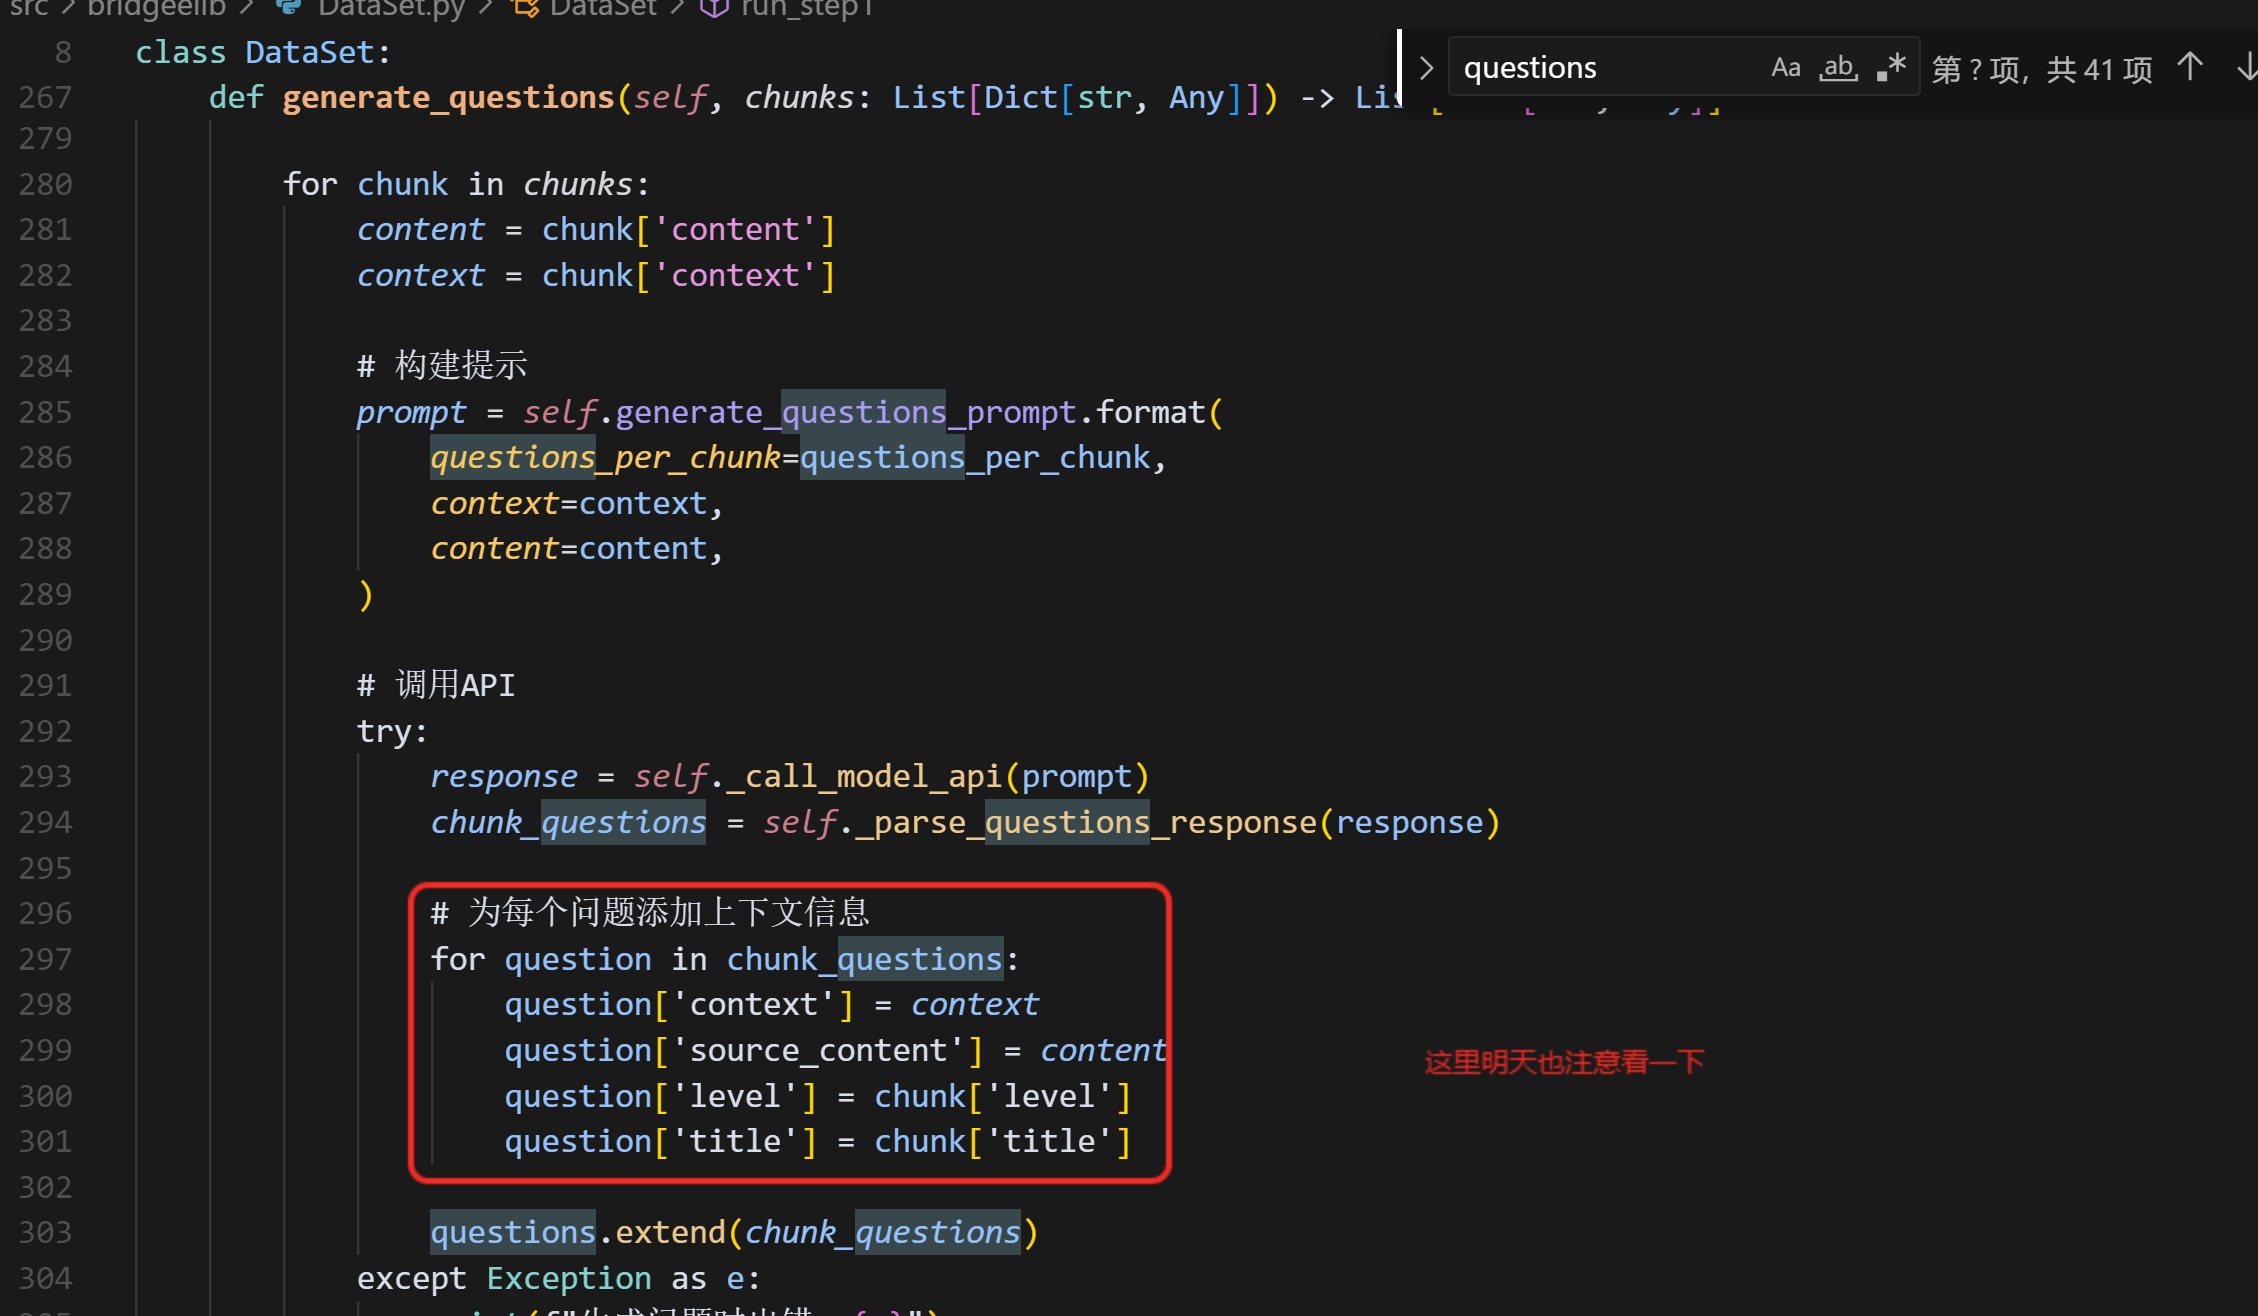 src > bridgeelib > DataSet.py > DataSet > run_step1
questions Aa ab .* 第 ? 项, 共 41 项
8 class DataSet:
267 def generate_questions(self, chunks: List[Dict[str, Any]]) -> Lis
279
280 for chunk in chunks:
281 content = chunk['content']
282 context = chunk['context']
283
284 # 构建提示
285 prompt = self.generate_questions_prompt.format(
286 questions_per_chunk=questions_per_chunk,
287 context=context,
288 content=content,
289 )
290
291 # 调用API
292 try:
293 response = self._call_model_api(prompt)
294 chunk_questions = self._parse_questions_response(response)
295
296 # 为每个问题添加上下文信息
297 for question in chunk_questions:
298 question['context'] = context
299 question['source_content'] = content
这里明天也注意看一下
300 question['level'] = chunk['level']
301 question['title'] = chunk['title']
302
303 questions.extend(chunk_questions)
304 except Exception as e: